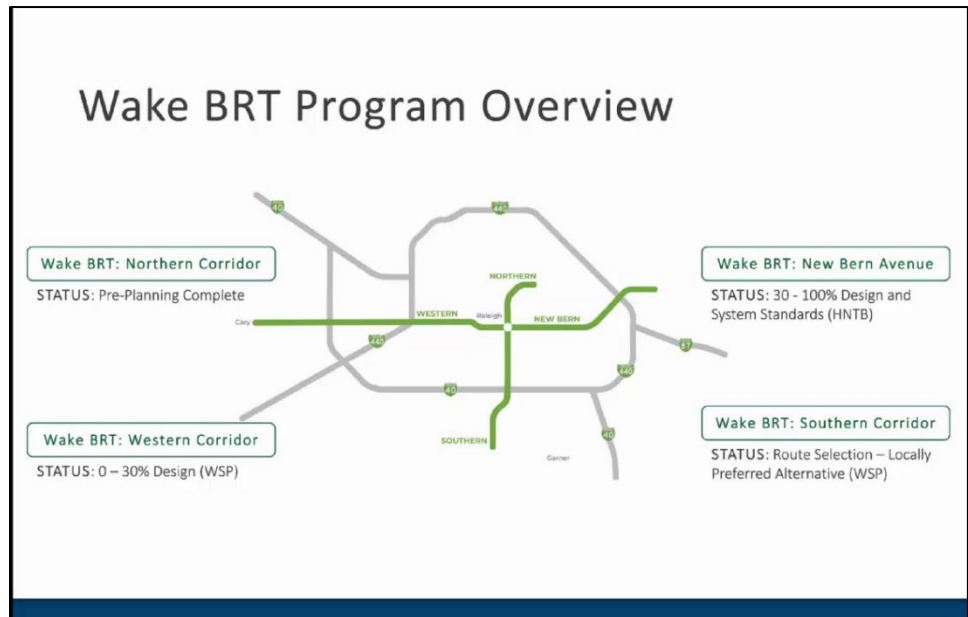 Wake BRT Program Overview
40
440
Wake BRT: Northern Corridor
STATUS: Pre-Planning Complete
Wake BRT: New Bern Avenue
STATUS: 30 - 100% Design and
System Standards (HNTB)
NORTHERN
Cary
WESTERN
Raleigh
NEW BERN
440
87
440
40
SOUTHERN
Garner
40
Wake BRT: Western Corridor
STATUS: 0 – 30% Design (WSP)
Wake BRT: Southern Corridor
STATUS: Route Selection – Locally
Preferred Alternative (WSP)